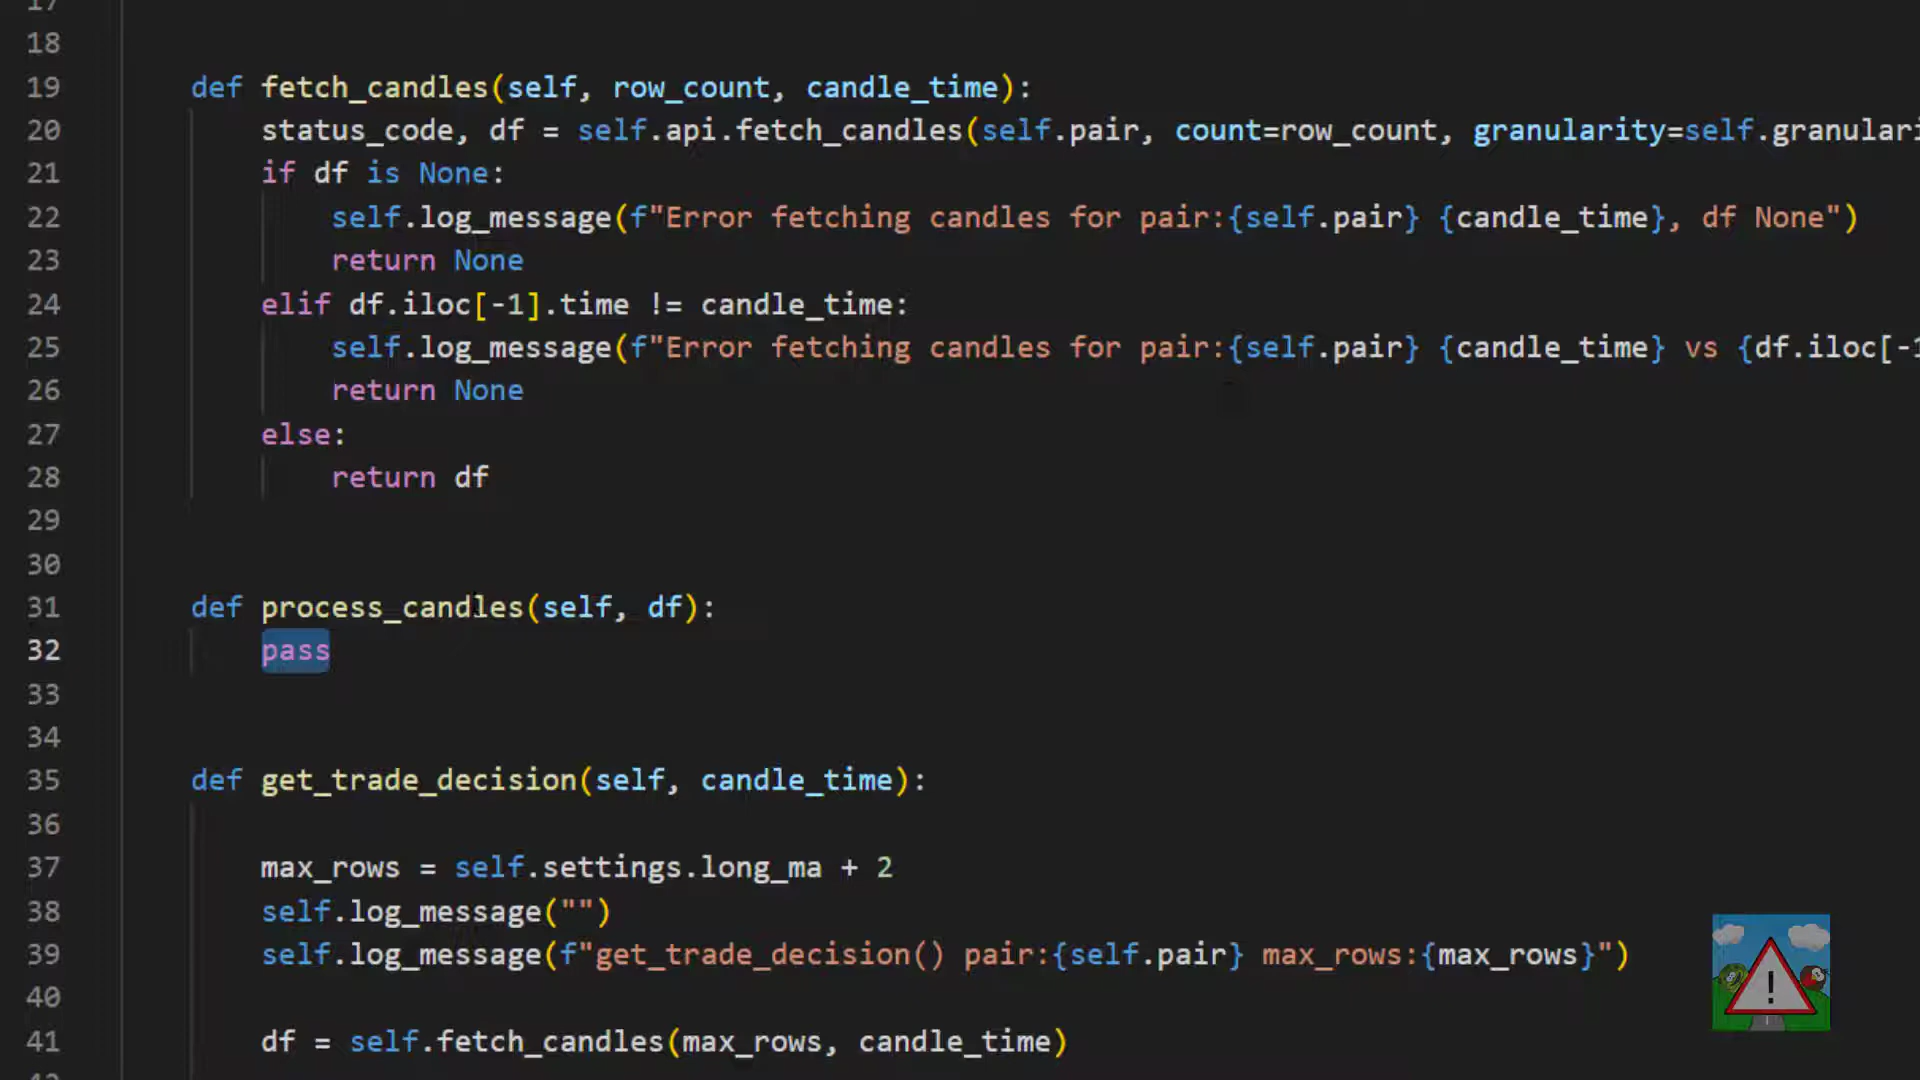 17
18
19 def fetch_candles(self, row_count, candle_time):
20 status_code, df = self.api.fetch_candles(self.pair, count=row_count, granularity=self.granulari
21 if df is None:
22 self.log_message(f"Error fetching candles for pair:{self.pair} {candle_time}, df None")
23 return None
24 elif df.iloc[-1].time != candle_time:
25 self.log_message(f"Error fetching candles for pair:{self.pair} {candle_time} vs {df.iloc[-1
26 return None
27 else:
28 return df
29
30
31 def process_candles(self, df):
32 pass
33
34
35 def get_trade_decision(self, candle_time):
36
37 max_rows = self.settings.long_ma + 2
38 self.log_message("")
39 self.log_message(f"get_trade_decision() pair:{self.pair} max_rows:{max_rows}")
40
41 df = self.fetch_candles(max_rows, candle_time)